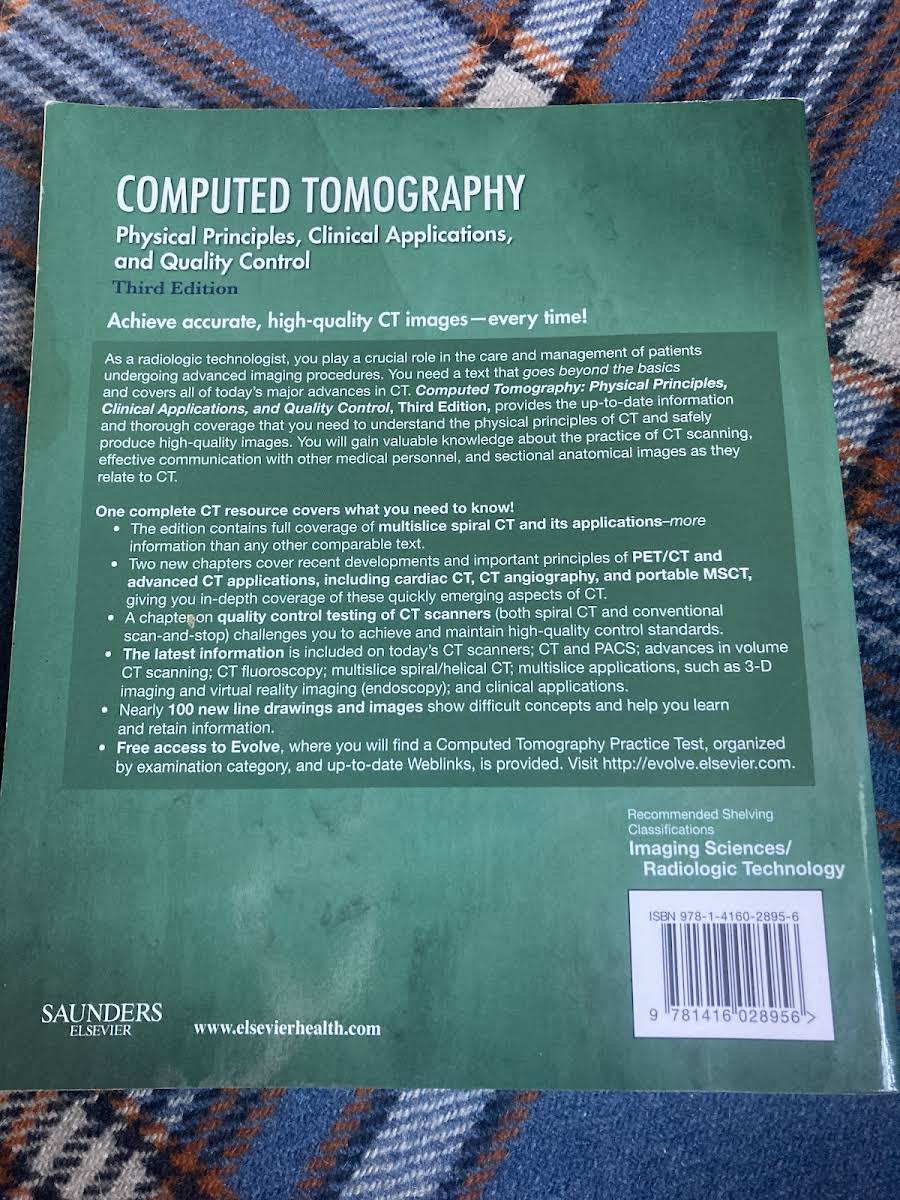 COMPUTED TOMOGRAPHY
Physical Principles, Clinical Applications,
and Quality Control
Third Edition
Achieve accurate, high-quality CT images—every time!
As a radiologic technologist, you play a crucial role in the care and management of patients
undergoing advanced imaging procedures. You need a text that goes beyond the basics
and covers all of today's major advances in CT. Computed Tomography: Physical Principles,
Clinical Applications, and Quality Control, Third Edition, provides the up-to-date information
and thorough coverage that you need to understand the physical principles of CT and safely
produce high-quality images. You will gain valuable knowledge about the practice of CT scanning,
effective communication with other medical personnel, and sectional anatomical images as they
relate to CT.
One complete CT resource covers what you need to know!
• The edition contains full coverage of multislice spiral CT and its applications–more
information than any other comparable text.
• Two new chapters cover recent developments and important principles of PET/CT and
advanced CT applications, including cardiac CT, CT angiography, and portable MSCT,
giving you in-depth coverage of these quickly emerging aspects of CT.
• A chapter on quality control testing of CT scanners (both spiral CT and conventional
scan-and-stop) challenges you to achieve and maintain high-quality control standards.
• The latest information is included on today's CT scanners; CT and PACS; advances in volume
CT scanning; CT fluoroscopy; multislice spiral/helical CT; multislice applications, such as 3-D
imaging and virtual reality imaging (endoscopy); and clinical applications.
• Nearly 100 new line drawings and images show difficult concepts and help you learn
and retain information.
• Free access to Evolve, where you will find a Computed Tomography Practice Test, organized
by examination category, and up-to-date Weblinks, is provided. Visit http://evolve.elsevier.com.
Recommended Shelving
Classifications
Imaging Sciences/
Radiologic Technology
ISBN 978-1-4160-2895-6
9 781416 028956 >
SAUNDERS
ELSEVIER
www.elsevierhealth.com